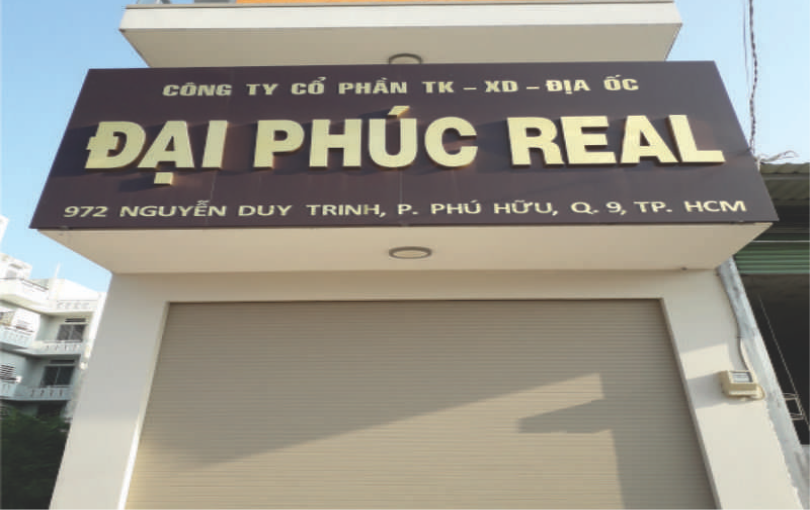 CÔNG TY CỔ PHẦN TK - XD - ĐỊA ỐC
ĐẠI PHÚC REAL
972 NGUYỄN DUY TRINH, P. PHÚ HỮU, Q. 9, TP. HCM